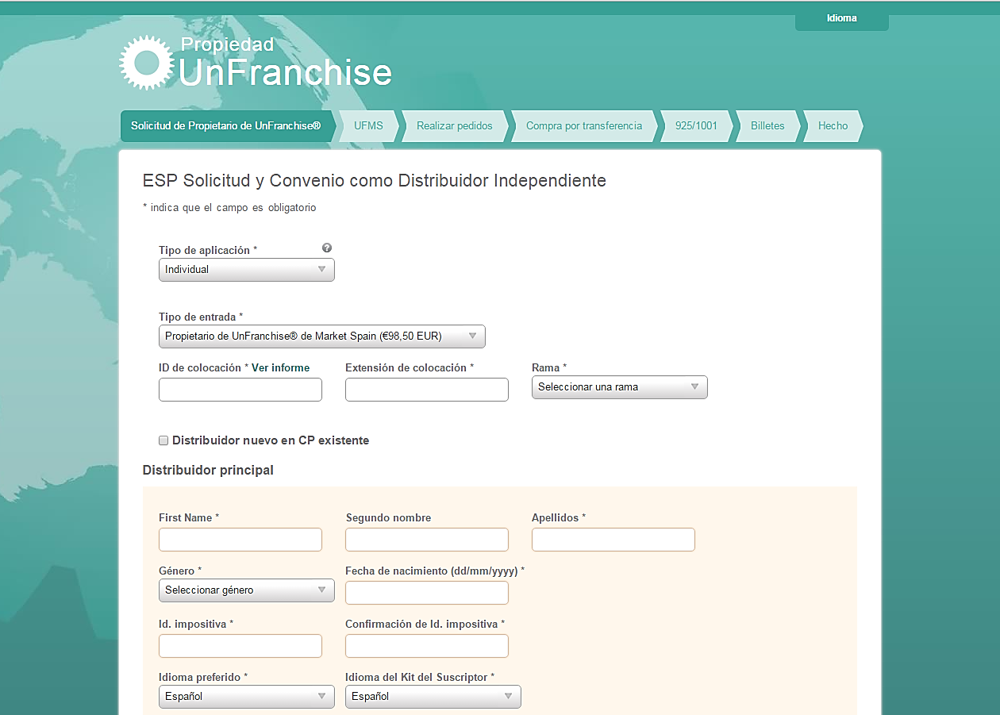 Idioma
Propiedad
UnFranchise
Solicitud de Propietario de UnFranchise® UFMS Realizar pedidos Compra por transferencia 925/1001 Billetes Hecho
ESP Solicitud y Convenio como Distribuidor Independiente
* indica que el campo es obligatorio
Tipo de aplicación * ?
Individual
Tipo de entrada *
Propietario de UnFranchise® de Market Spain (€98,50 EUR)
ID de colocación * Ver informe Extensión de colocación * Rama *
Seleccionar una rama
Distribuidor nuevo en CP existente
Distribuidor principal
First Name * Segundo nombre Apellidos *
Género * Fecha de nacimiento (dd/mm/yyyy) *
Seleccionar género
Id. impositiva * Confirmación de Id. impositiva *
Idioma preferido * Idioma del Kit del Suscriptor *
Español Español